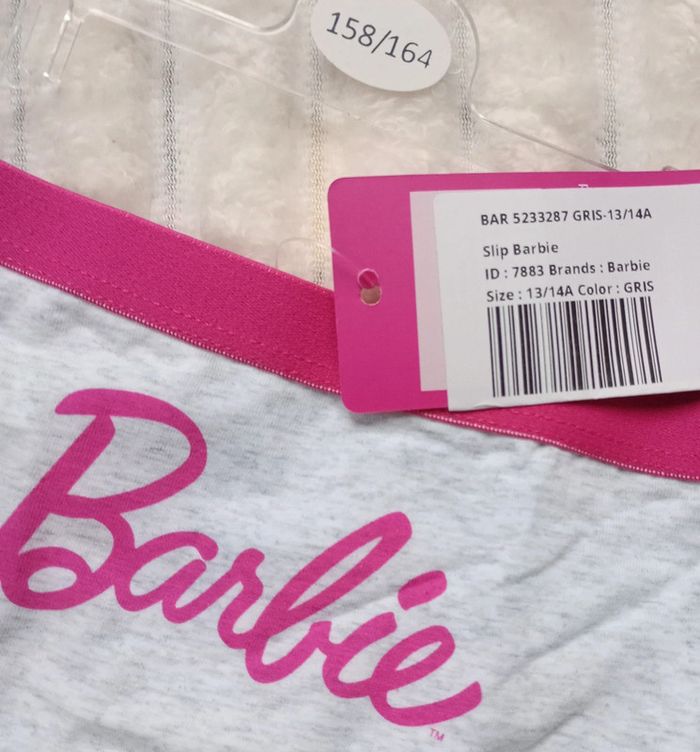 158/164
BAR 5233287 GRIS-13/14A
Slip Barbie
ID : 7883 Brands : Barbie
Size : 13/14A Color : GRIS
Barbie
TM